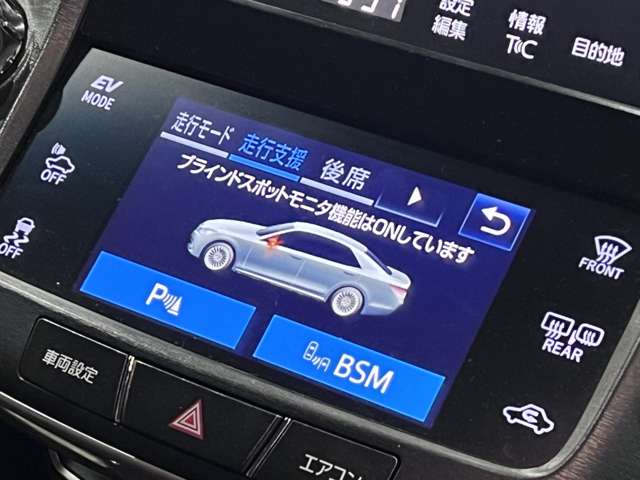 設定
編集
情報
TC
目的地
EV
MODE
OFF
OFF
走行モード
走行支援
後席
ブラインドスポットモニタ機能はONしています
P
BSM
FRONT
REAR
車両設定
エアコン